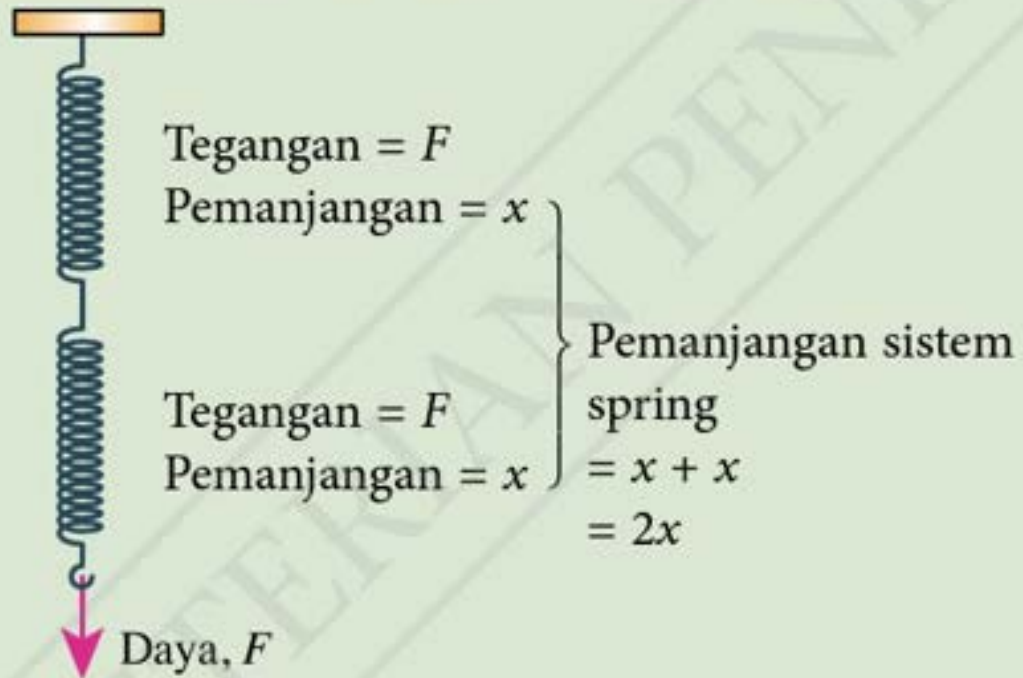 Tegangan = F
Pemanjangan = x
Tegangan = F
Pemanjangan = x
Pemanjangan sistem
spring
= x + x
= 2x
Daya, F